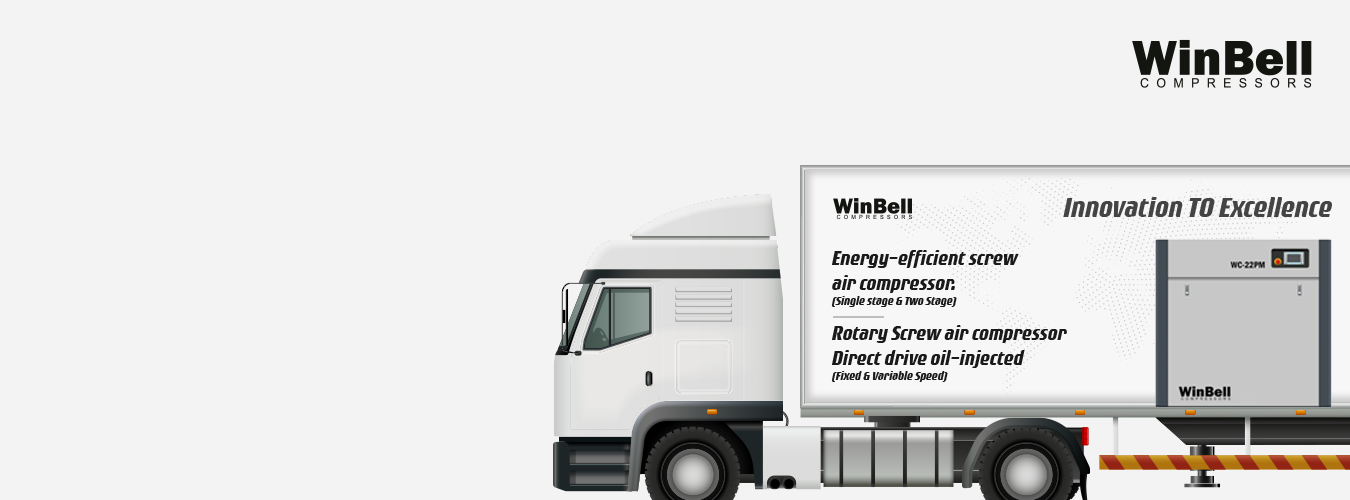 WinBell
COMPRESSORS
WinBell
COMPRESSORS
Innovation TO Excellence
Energy-efficient screw
air compressor.
(Single stage & Two Stage)
Rotary Screw air compressor
Direct drive oil-injected
(Fixed & Variable Speed)
WC-22PM
WinBell
COMPRESSORS